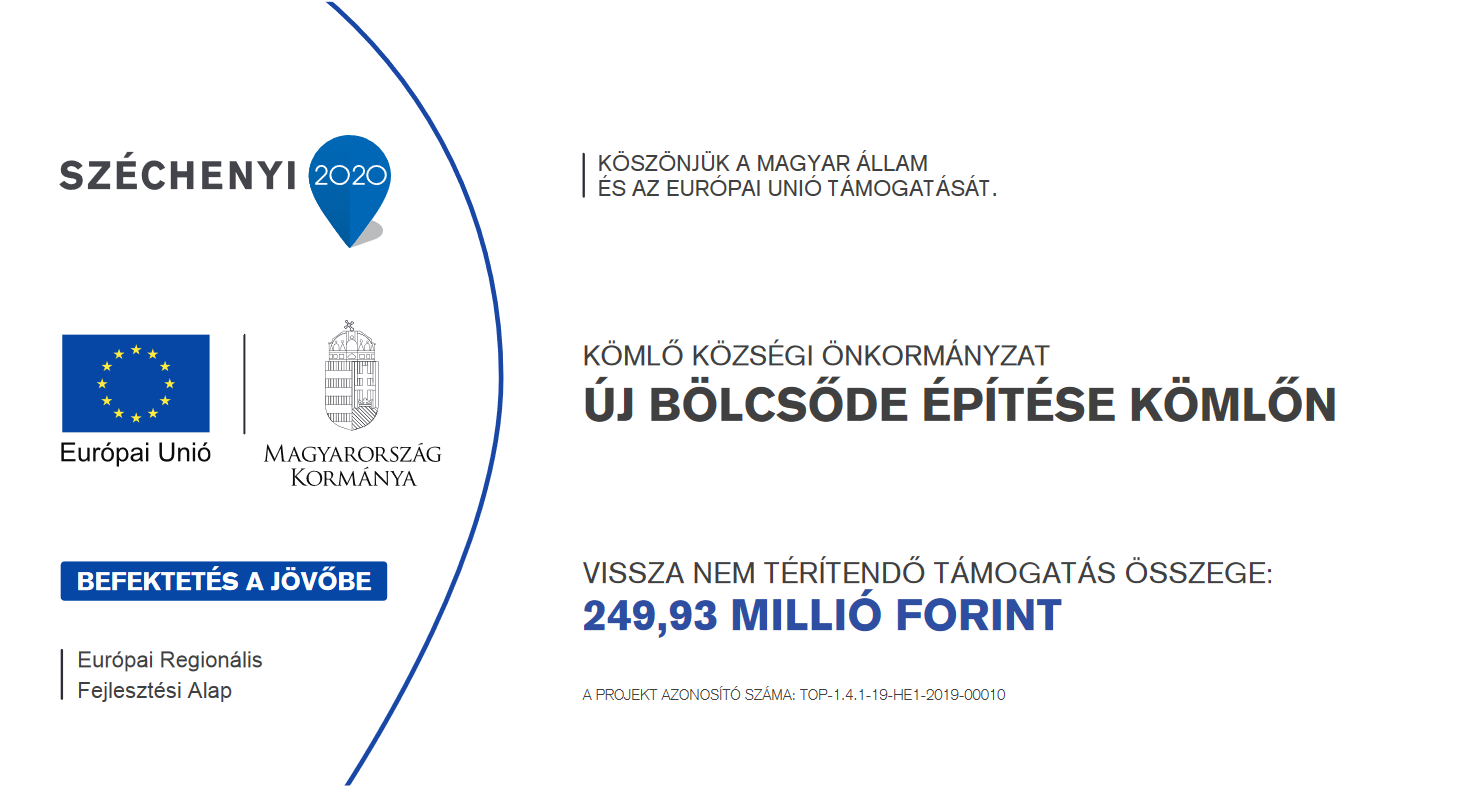 SZÉCHENYI 2020
Európai Unió
MAGYARORSZÁG
KORMÁNYA
BEFEKTETÉS A JÖVŐBE
Európai Regionális
Fejlesztési Alap
KÖSZÖNJÜK A MAGYAR ÁLLAM
ÉS AZ EURÓPAI UNIÓ TÁMOGATÁSÁT.
KÖMLŐ KÖZSÉGI ÖNKORMÁNYZAT
ÚJ BÖLCSŐDE ÉPÍTÉSE KÖMLŐN
VISSZA NEM TÉRÍTENDŐ TÁMOGATÁS ÖSSZEGE:
249,93 MILLIÓ FORINT
A PROJEKT AZONOSÍTÓ SZÁMA: TOP-1.4.1-19-HE1-2019-00010